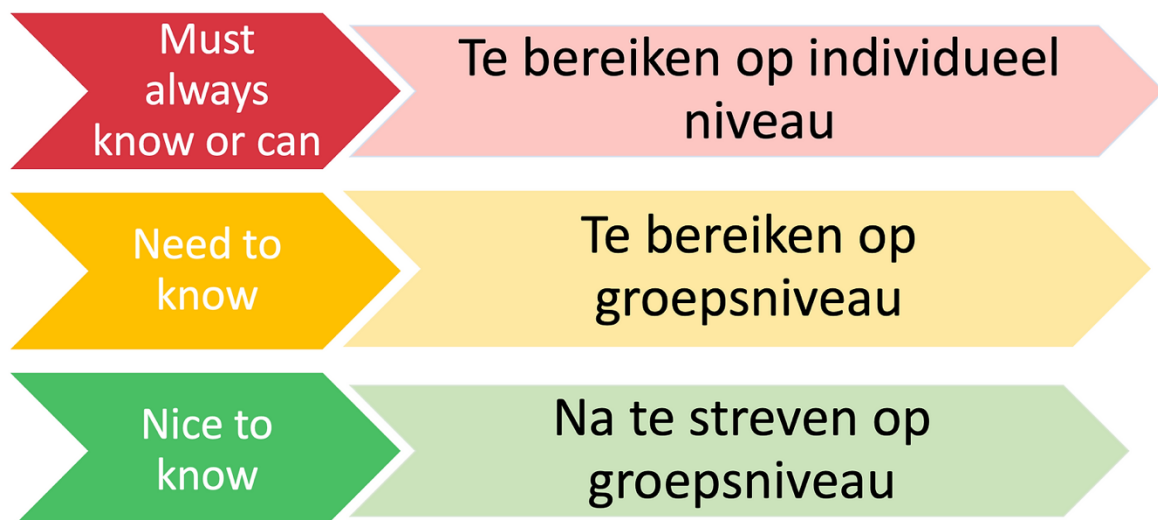 Must
always
know or can
Te bereiken op individueel
niveau
Need to
know
Te bereiken op
groepsniveau
Nice to
know
Na te streven op
groepsniveau